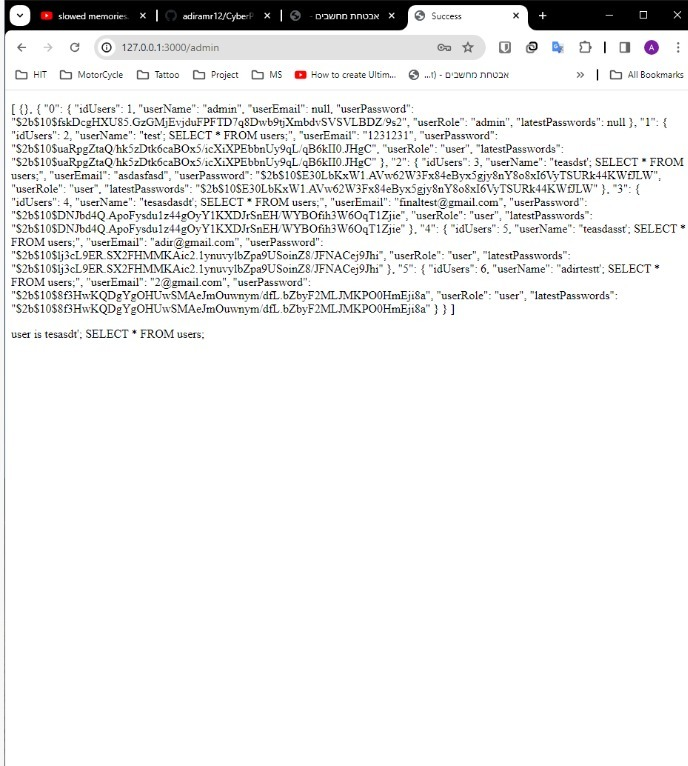 slowed memories.
adiramr12/CyberP
אבטחת מחשבים -
Success
127.0.0.1:3000/admin
A
HIT
MotorCycle
Tattoo
Project
MS
How to create Ultim...
אבטחת מחשבים - (ז...
All Bookmarks
[ {}, { "0": { "idUsers": 1, "userName": "admin", "userEmail": null, "userPassword":
"$2b$10$fskDcgHXU85.GzGMjEvjduFPFTD7q8Dwb9tjXmbdvSVSVLBDZ/9s2", "userRole": "admin", "latestPasswords": null }, "1": {
"idUsers": 2, "userName": "test'; SELECT * FROM users;", "userEmail": "1231231", "userPassword":
"$2b$10$uaRpgZtaQ/hk5zDtk6caBOx5/icXiXPEbbnUy9qL/qB6kII0.JHgC", "userRole": "user", "latestPasswords":
"$2b$10$uaRpgZtaQ/hk5zDtk6caBOx5/icXiXPEbbnUy9qL/qB6kII0.JHgC" }, "2": { "idUsers": 3, "userName": "teasdst'; SELECT * FROM
users;", "userEmail": "asdasfasd", "userPassword": "$2b$10$E30LbKxW1.AVw62W3Fx84eByx5gjy8nY8o8xI6VyTSURk44KWfJLW",
"userRole": "user", "latestPasswords": "$2b$10$E30LbKxW1.AVw62W3Fx84eByx5gjy8nY8o8xI6VyTSURk44KWfJLW" }, "3": {
"idUsers": 4, "userName": "tesasdasdt'; SELECT * FROM users;", "userEmail": "finaltest@gmail.com", "userPassword":
"$2b$10$DNJbd4Q.ApoFysdu1z44gOyY1KXDJrSnEH/WYBOfih3W6OqT1Zjie", "userRole": "user", "latestPasswords":
"$2b$10$DNJbd4Q.ApoFysdu1z44gOyY1KXDJrSnEH/WYBOfih3W6OqT1Zjie" }, "4": { "idUsers": 5, "userName": "teasdasst'; SELECT *
FROM users;", "userEmail": "adir@gmail.com", "userPassword":
"$2b$10$lj3cL9ER.SX2FHMMKAic2.1ynuvylbZpa9USoinZ8/JFNACej9Jhi", "userRole": "user", "latestPasswords":
"$2b$10$lj3cL9ER.SX2FHMMKAic2.1ynuvylbZpa9USoinZ8/JFNACej9Jhi" }, "5": { "idUsers": 6, "userName": "adirtestt'; SELECT *
FROM users;", "userEmail": "2@gmail.com", "userPassword":
"$2b$10$8f3HwKQDgYgOHUwSMAeJmOuwnym/dfL.bZbyF2MLJMKPO0HmEji8a", "userRole": "user", "latestPasswords":
"$2b$10$8f3HwKQDgYgOHUwSMAeJmOuwnym/dfL.bZbyF2MLJMKPO0HmEji8a" } } ]
user is tesasdt'; SELECT * FROM users;